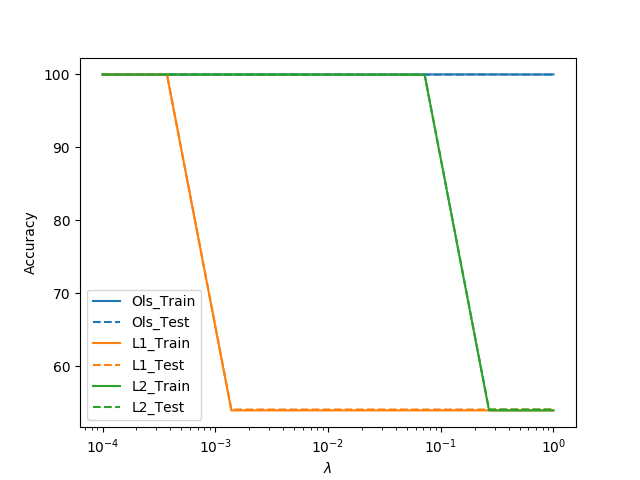 100
90
80
70
60
Accuracy
Ols_Train
Ols_Test
L1_Train
L1_Test
L2_Train
L2_Test
10⁻⁴
10⁻³
10⁻²
10⁻¹
10⁰
λ